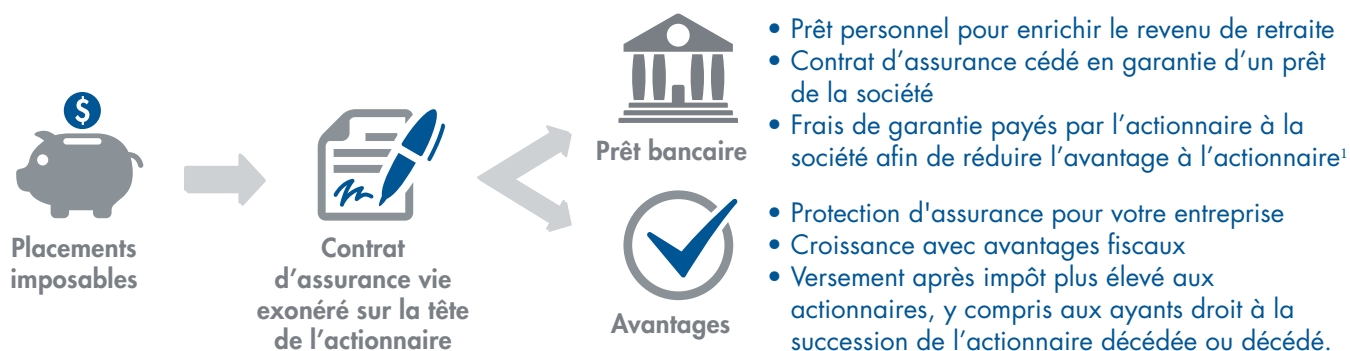 $
Placements
imposables
Contrat
d’assurance vie
exonéré sur la tête
de l’actionnaire
Prêt bancaire
• Prêt personnel pour enrichir le revenu de retraite
• Contrat d’assurance cédé en garantie d’un prêt
de la société
• Frais de garantie payés par l’actionnaire à la
société afin de réduire l’avantage à l’actionnaire¹
Avantages
• Protection d'assurance pour votre entreprise
• Croissance avec avantages fiscaux
• Versement après impôt plus élevé aux
actionnaires, y compris aux ayants droit à la
succession de l’actionnaire décédée ou décédé.